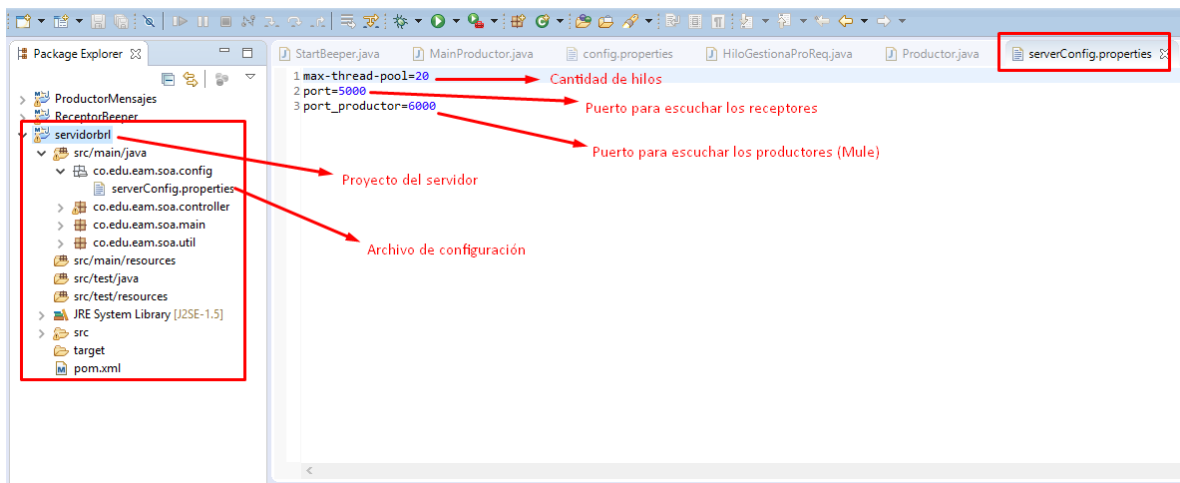 Package Explorer
StartBeeper.java
MainProductor.java
config.properties
HiloGestionaProReq.java
Productor.java
serverConfig.properties
ProductorMensajes
ReceptorBeeper
servidorbrl
src/main/java
co.edu.eam.soa.config
serverConfig.properties
co.edu.eam.soa.controller
co.edu.eam.soa.main
co.edu.eam.soa.util
src/main/resources
src/test/java
src/test/resources
JRE System Library [J2SE-1.5]
src
target
pom.xml
1 max-thread-pool=20
2 port=5000
3 port_productor=6000
Cantidad de hilos
Puerto para escuchar los receptores
Puerto para escuchar los productores (Mule)
Proyecto del servidor
Archivo de configuración